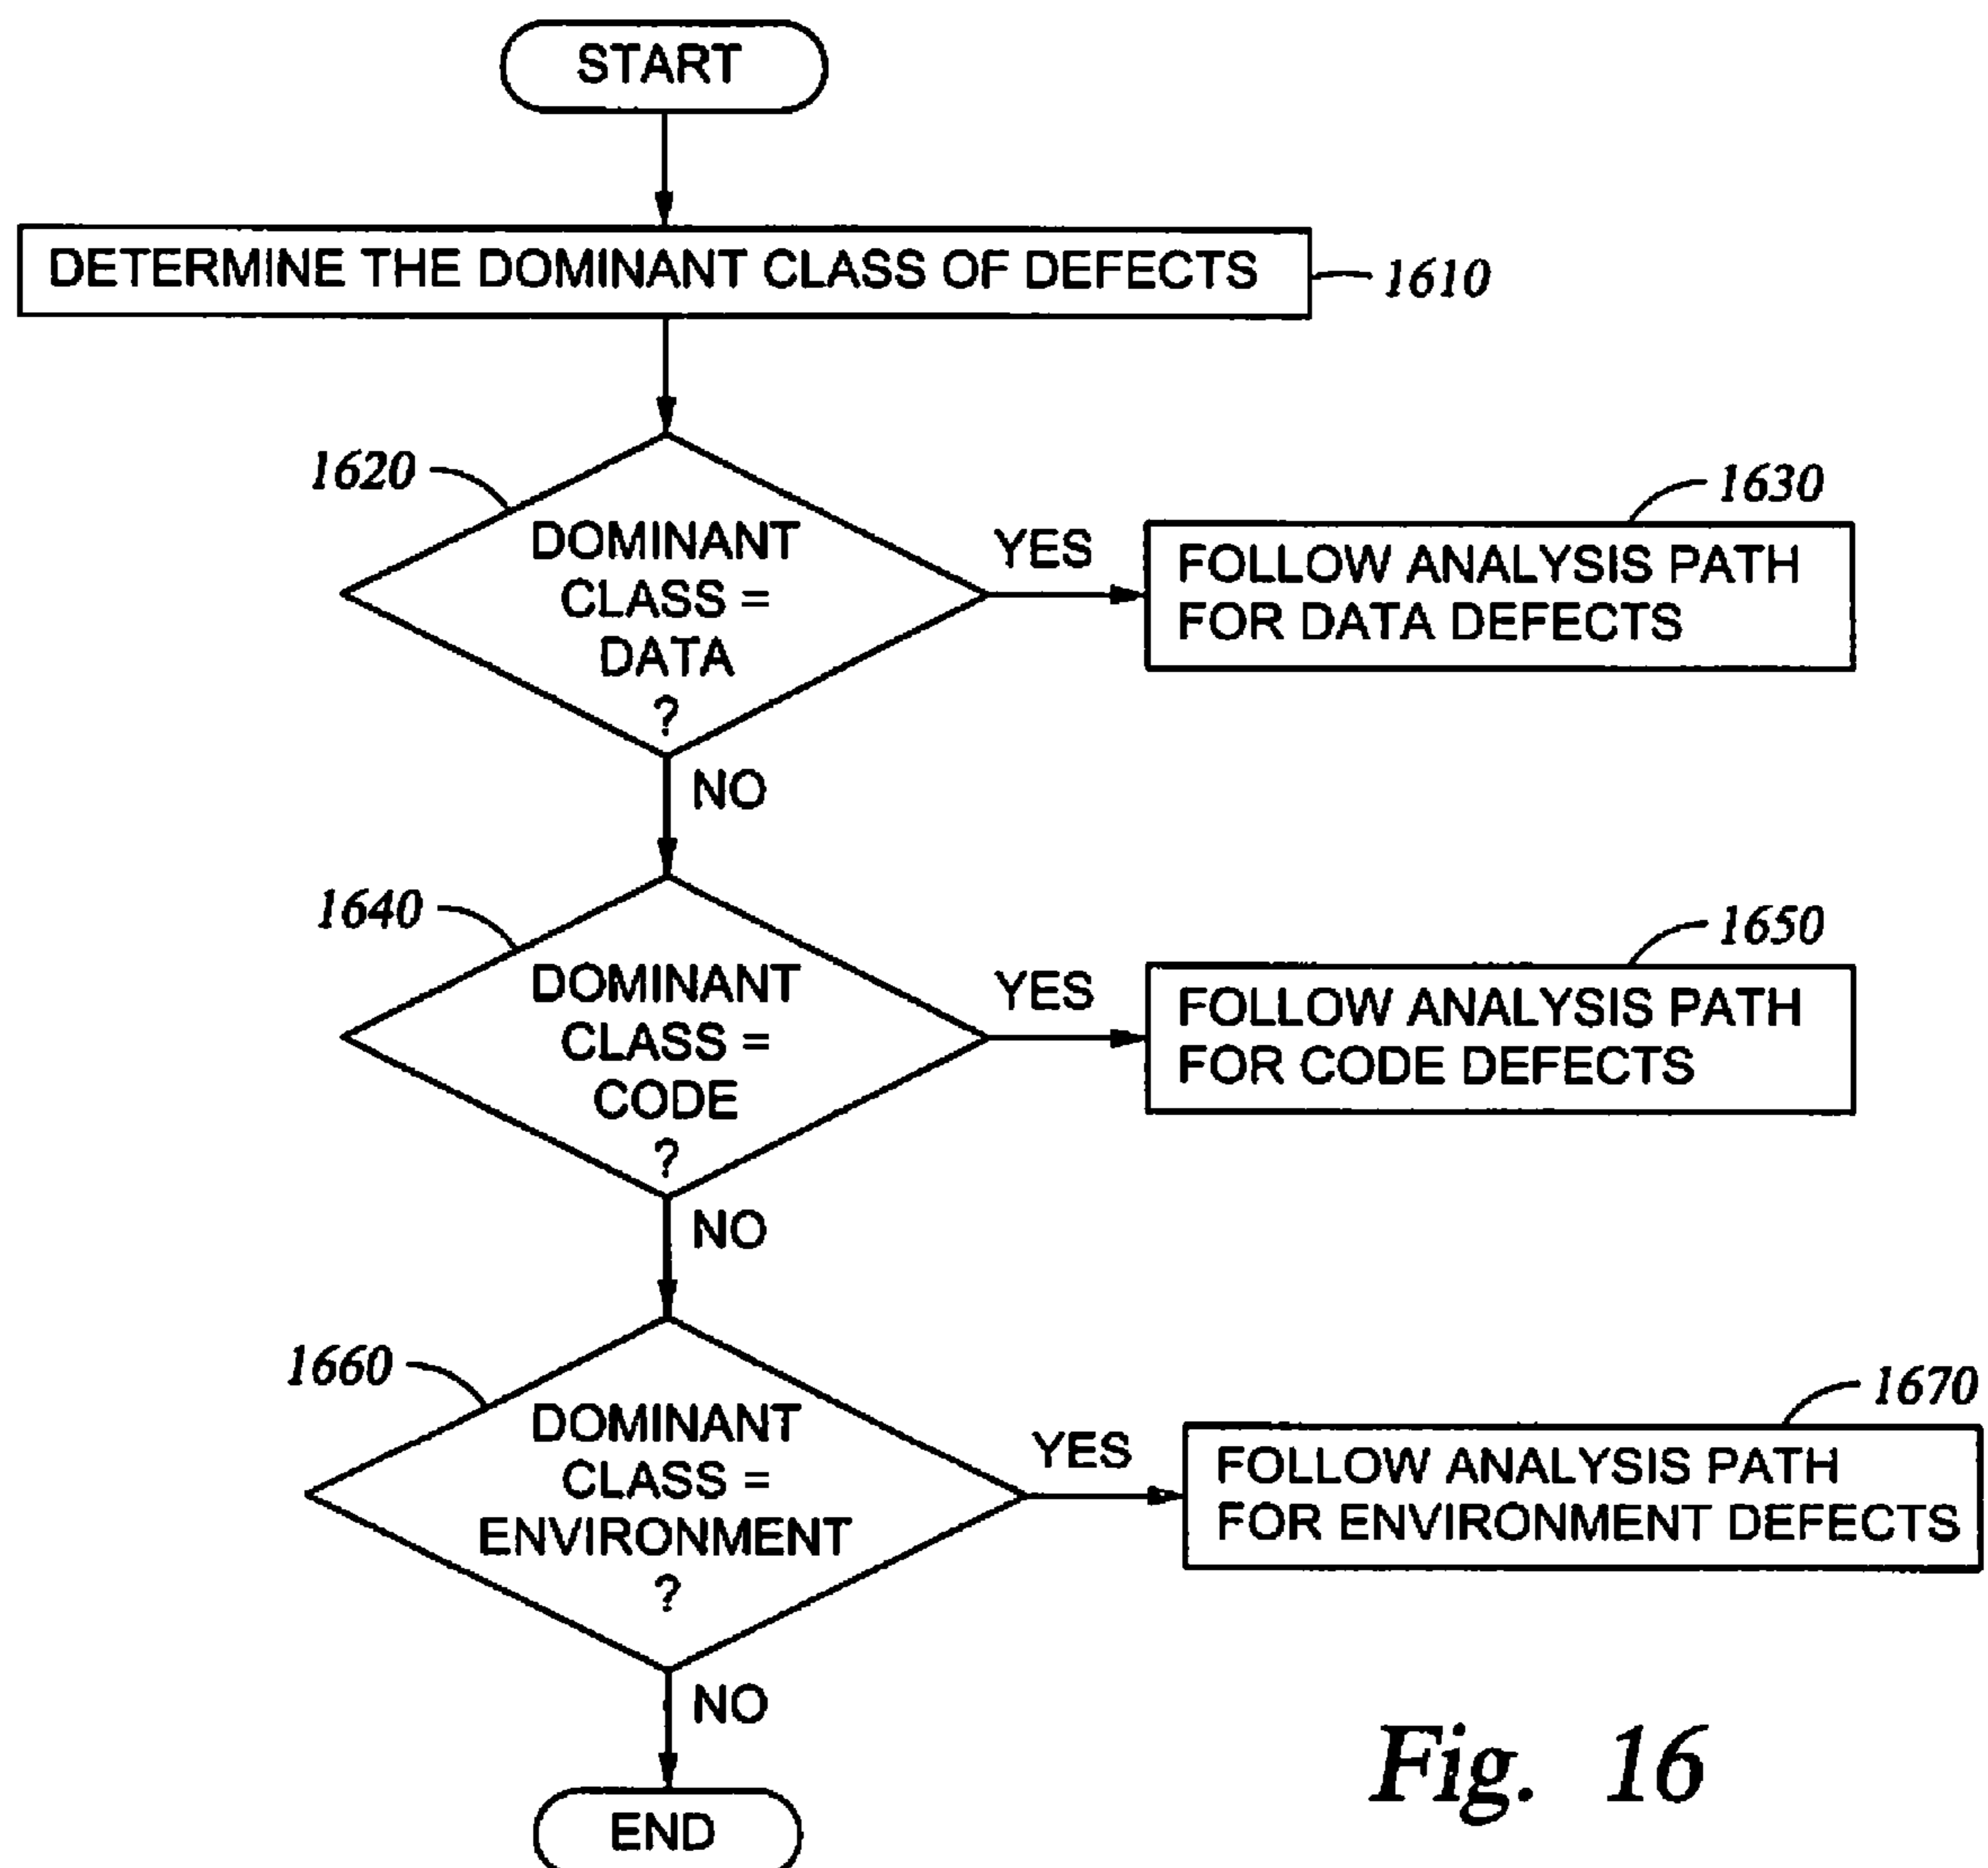 START
DETERMINE THE DOMINANT CLASS OF DEFECTS
1610
1620
DOMINANT
CLASS =
DATA
?
YES
1630
FOLLOW ANALYSIS PATH
FOR DATA DEFECTS
NO
1640
DOMINANT
CLASS =
CODE
?
YES
1650
FOLLOW ANALYSIS PATH
FOR CODE DEFECTS
NO
1660
DOMINANT
CLASS =
ENVIRONMENT
?
YES
1670
FOLLOW ANALYSIS PATH
FOR ENVIRONMENT DEFECTS
NO
END
Fig. 16